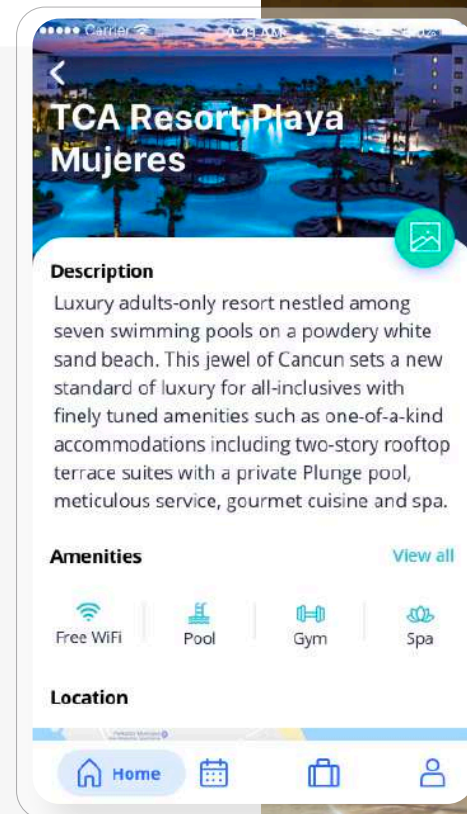 Carrier
9:41 AM
TCA Resort Playa
Mujeres
Description
Luxury adults-only resort nestled among
seven swimming pools on a powdery white
sand beach. This jewel of Cancun sets a new
standard of luxury for all-inclusives with
finely tuned amenities such as one-of-a-kind
accommodations including two-story rooftop
terrace suites with a private Plunge pool,
meticulous service, gourmet cuisine and spa.
Amenities
View all
Free WiFi
Pool
Gym
Spa
Location
Home